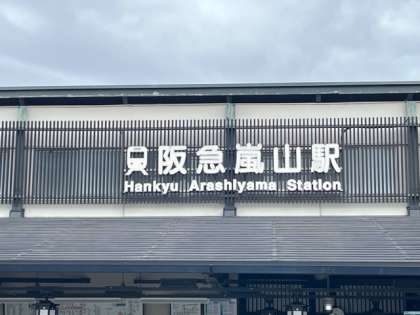 阪急嵐山駅
Hankyu Arashiyama Station